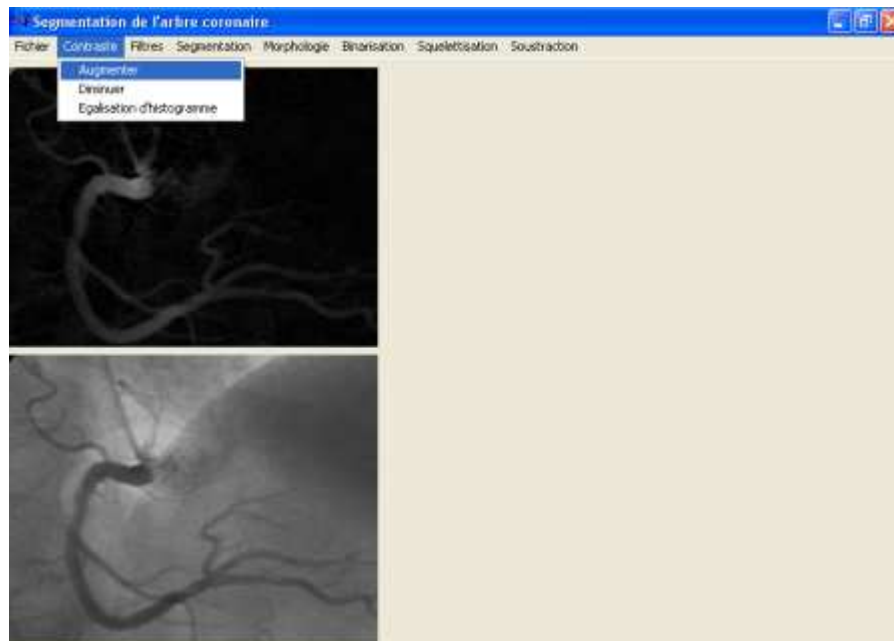 Segmentation de l'arbre coronaire
Fichier Contraste Filtres Segmentation Morphologie Binarisation Squelettisation Soustraction
Augmenter
Diminuer
Egalisation d'histogramme